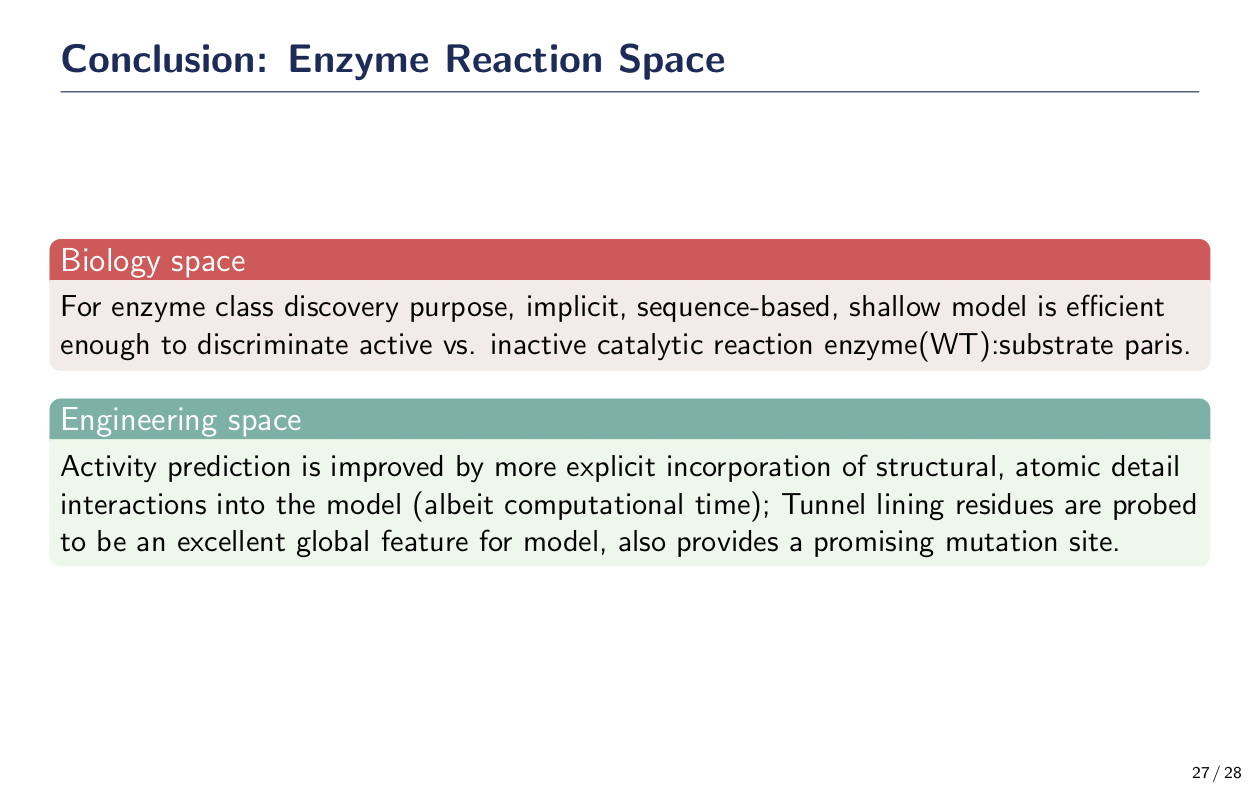 Conclusion: Enzyme Reaction Space
Biology space
For enzyme class discovery purpose, implicit, sequence-based, shallow model is efficient
enough to discriminate active vs. inactive catalytic reaction enzyme(WT):substrate paris.
Engineering space
Activity prediction is improved by more explicit incorporation of structural, atomic detail
interactions into the model (albeit computational time); Tunnel lining residues are probed
to be an excellent global feature for model, also provides a promising mutation site.
27 / 28